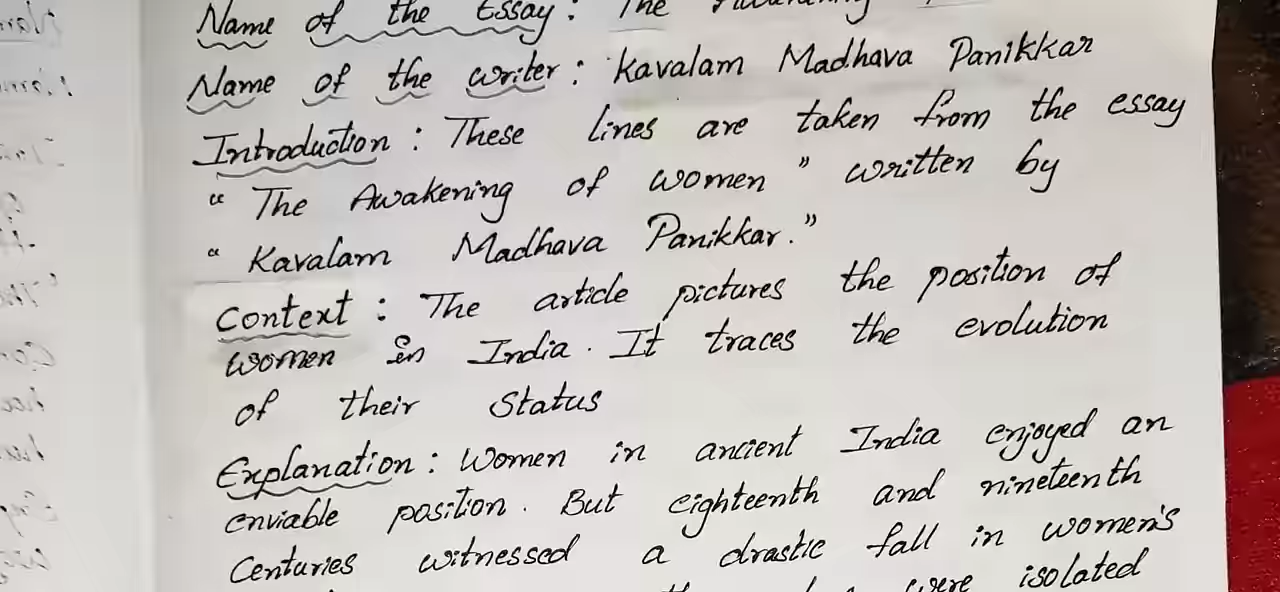 Name of the Essay : The Awakening
Name of the writer : Kavalam Madhava Panikkar
Introduction : These lines are taken from the essay
" The Awakening of women " written by
" Kavalam Madhava Panikkar."
Context : The article pictures the position of
women in India. It traces the evolution
of their Status
Explanation : Women in ancient India enjoyed an
enviable position. But eighteenth and nineteenth
Centuries witnessed a drastic fall in women's
were isolated